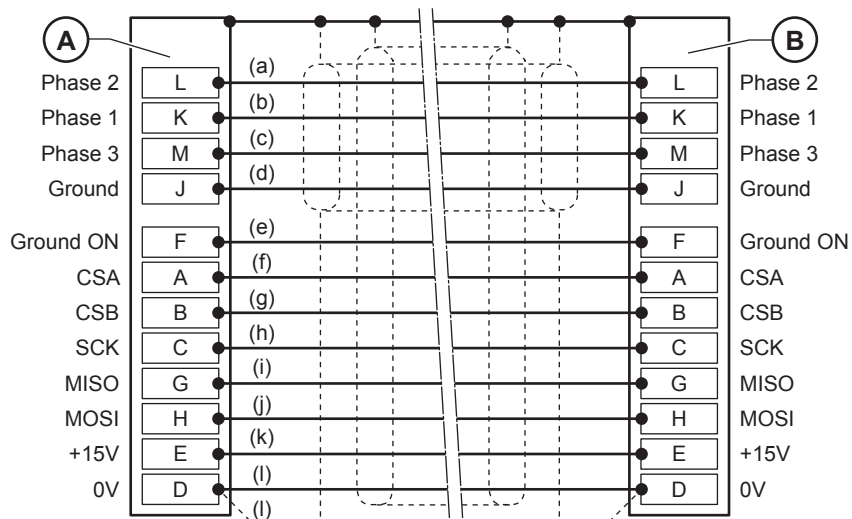 A B
Phase 2 L (a) L Phase 2
Phase 1 K (b) K Phase 1
Phase 3 M (c) M Phase 3
Ground J (d) J Ground
Ground ON F (e) F Ground ON
CSA A (f) A CSA
CSB B (g) B CSB
SCK C (h) C SCK
MISO G (i) G MISO
MOSI H (j) H MOSI
+15V E (k) E +15V
0V D (l) D 0V
(l)